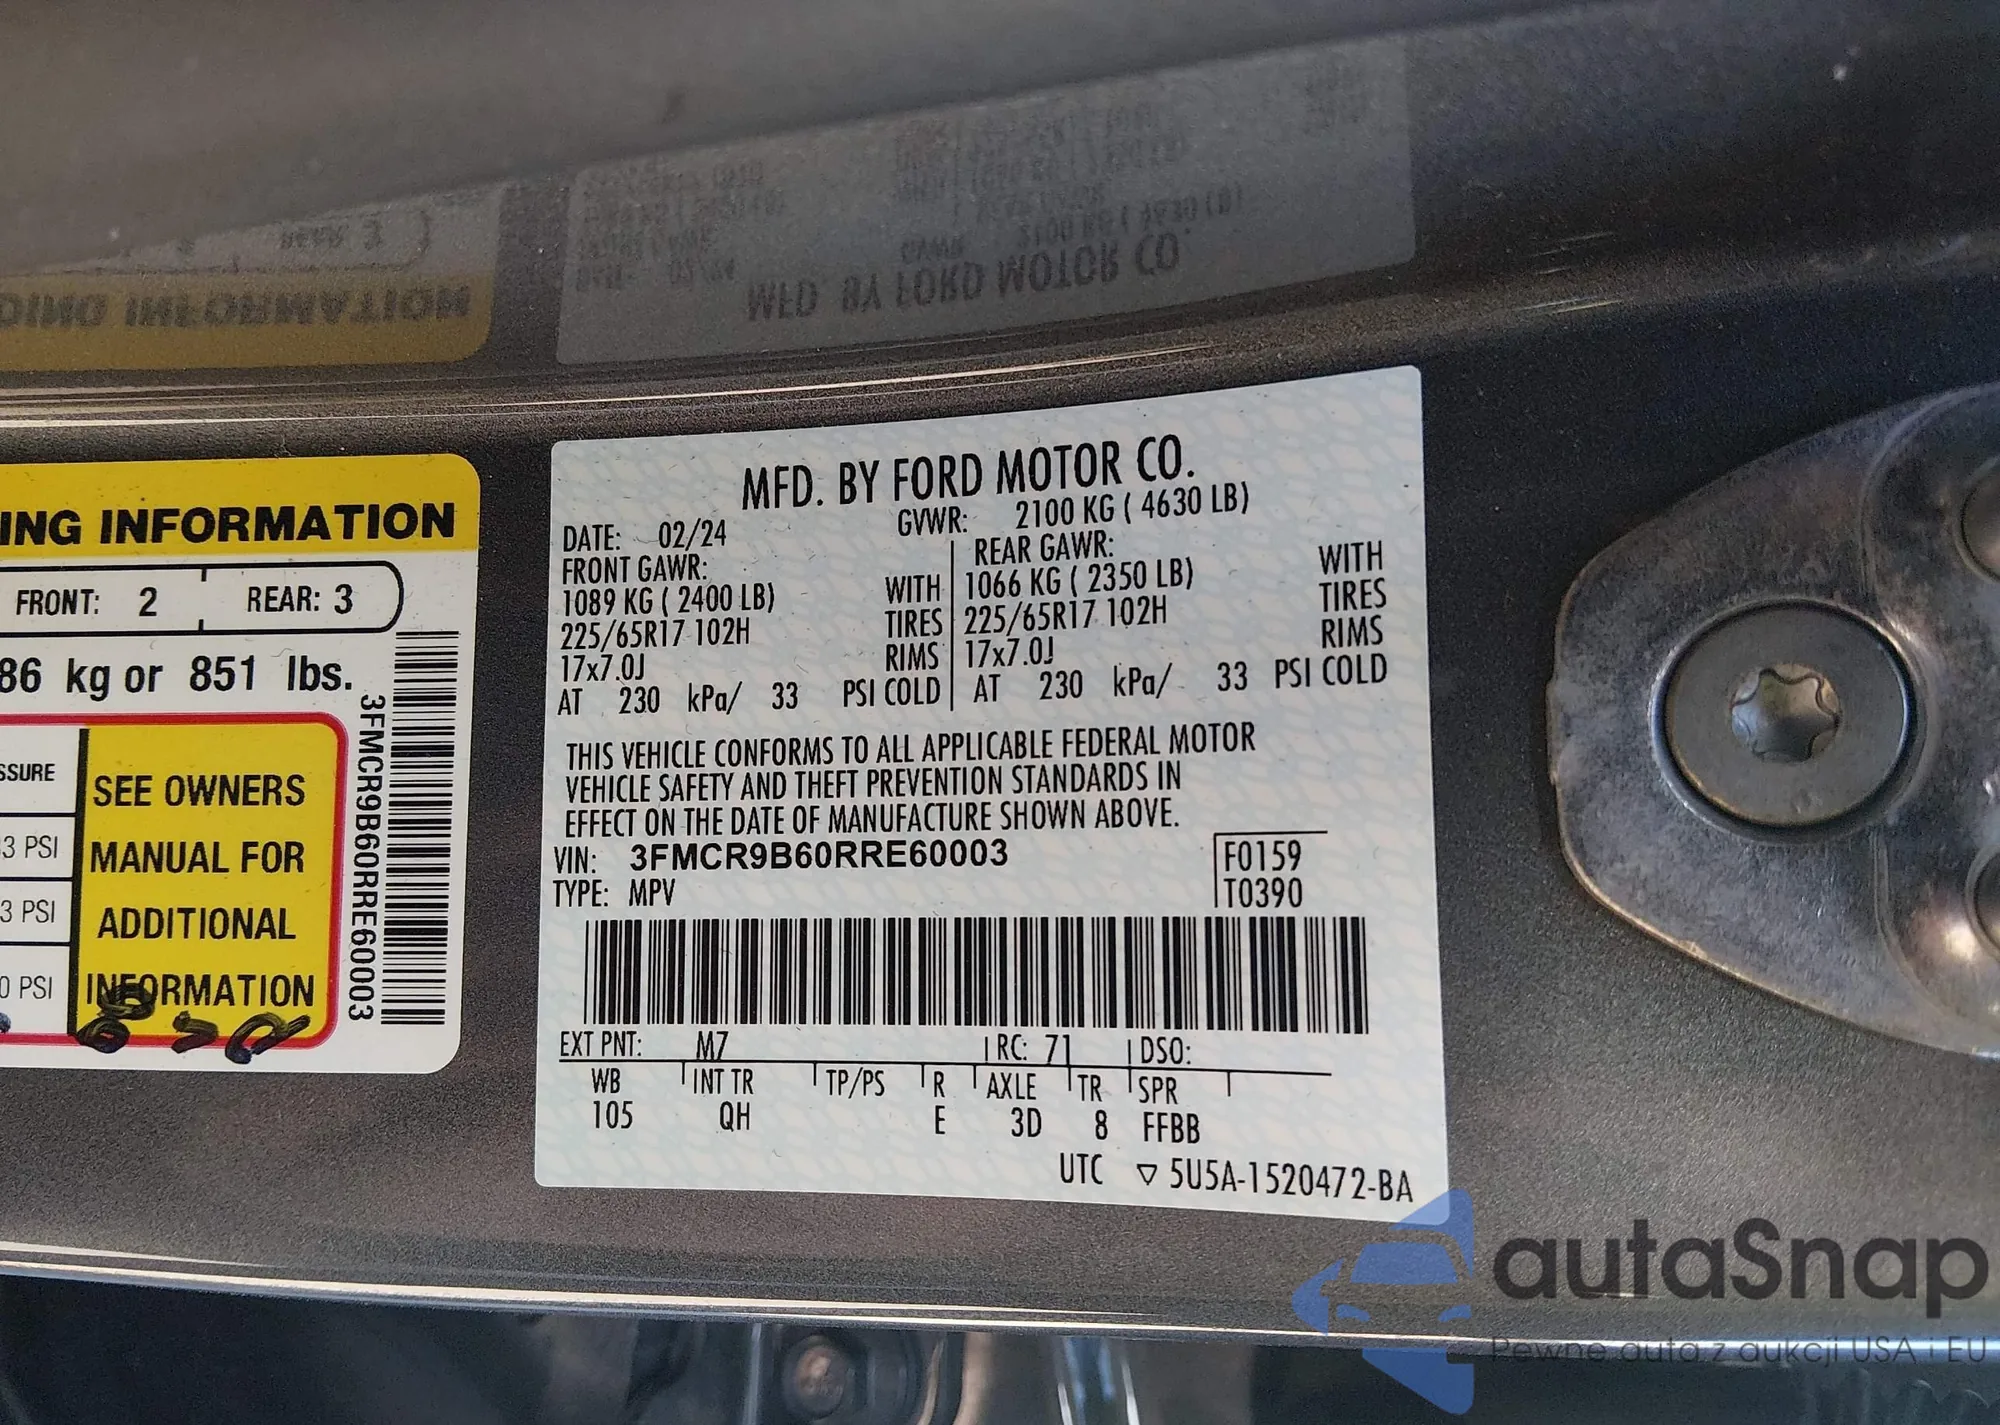 ING INFORMATION
FRONT: 2 REAR: 3
86 kg or 851 lbs.
SSURE
3 PSI
3 PSI
0 PSI
SEE OWNERS
MANUAL FOR
ADDITIONAL
INFORMATION
3FMCR9B60RRE60003
MFD. BY FORD MOTOR CO.
DATE: 02/24 GVWR: 2100 KG ( 4630 LB)
FRONT GAWR: REAR GAWR:
1089 KG ( 2400 LB) WITH 1066 KG ( 2350 LB) WITH
225/65R17 102H TIRES 225/65R17 102H TIRES
17x7.0J RIMS 17x7.0J RIMS
AT 230 kPa/ 33 PSI COLD AT 230 kPa/ 33 PSI COLD
THIS VEHICLE CONFORMS TO ALL APPLICABLE FEDERAL MOTOR
VEHICLE SAFETY AND THEFT PREVENTION STANDARDS IN
EFFECT ON THE DATE OF MANUFACTURE SHOWN ABOVE.
VIN: 3FMCR9B60RRE60003 F0159
TYPE: MPV T0390
EXT PNT: M7 RC: 71 DSO:
WB INT TR TP/PS R AXLE TR SPR
105 QH E 3D 8 FFBB
UTC ▽ 5U5A-1520472-BA
autaSnap
Pewne auta z aukcji USA i EU